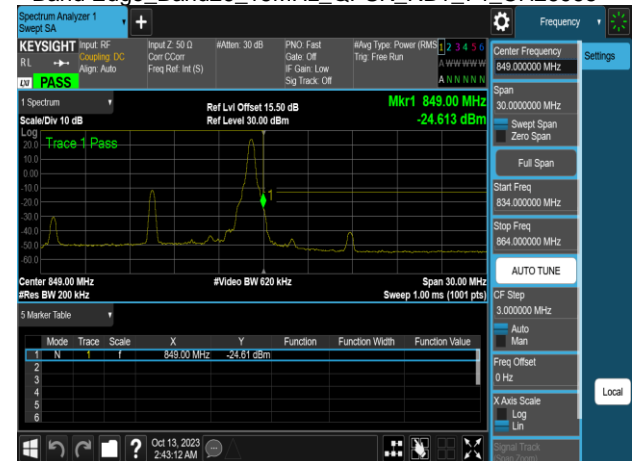 Spectrum Analyzer 1
Swept SA
Frequency
KEYSIGHT
RL
PASS
Input: RF
Coupling: DC
Align: Auto
Input Z: 50 Ω
Corr CCorr
Freq Ref: Int (S)
#Atten: 30 dB
PNO: Fast
Gate: Off
IF Gain: Low
Sig Track: Off
#Avg Type: Power (RMS
Trig: Free Run
1 2 3 4 5 6
A W W W W W
A N N N N N
Center Frequency
849.000000 MHz
Settings
Span
30.0000000 MHz
Swept Span
Zero Span
Full Span
Start Freq
834.000000 MHz
Stop Freq
864.000000 MHz
AUTO TUNE
CF Step
3.000000 MHz
Auto
Man
Freq Offset
0 Hz
X Axis Scale
Log
Lin
Signal Track
(Span Zoom)
Local
1 Spectrum
Scale/Div 10 dB
Ref Lvl Offset 15.50 dB
Ref Level 30.00 dBm
Mkr1 849.00 MHz
-24.613 dBm
Log
Trace 1 Pass
20.0
10.0
0.00
-10.0
-20.0
-30.0
-40.0
-50.0
-60.0
1
Center 849.00 MHz
#Res BW 200 kHz
#Video BW 620 kHz
Span 30.00 MHz
Sweep 1.00 ms (1001 pts)
5 Marker Table
Mode Trace Scale X Y Function Function Width Function Value
1 N 1 f 849.00 MHz -24.61 dBm
2
3
4
5
6
Oct 13, 2023
2:43:12 AM